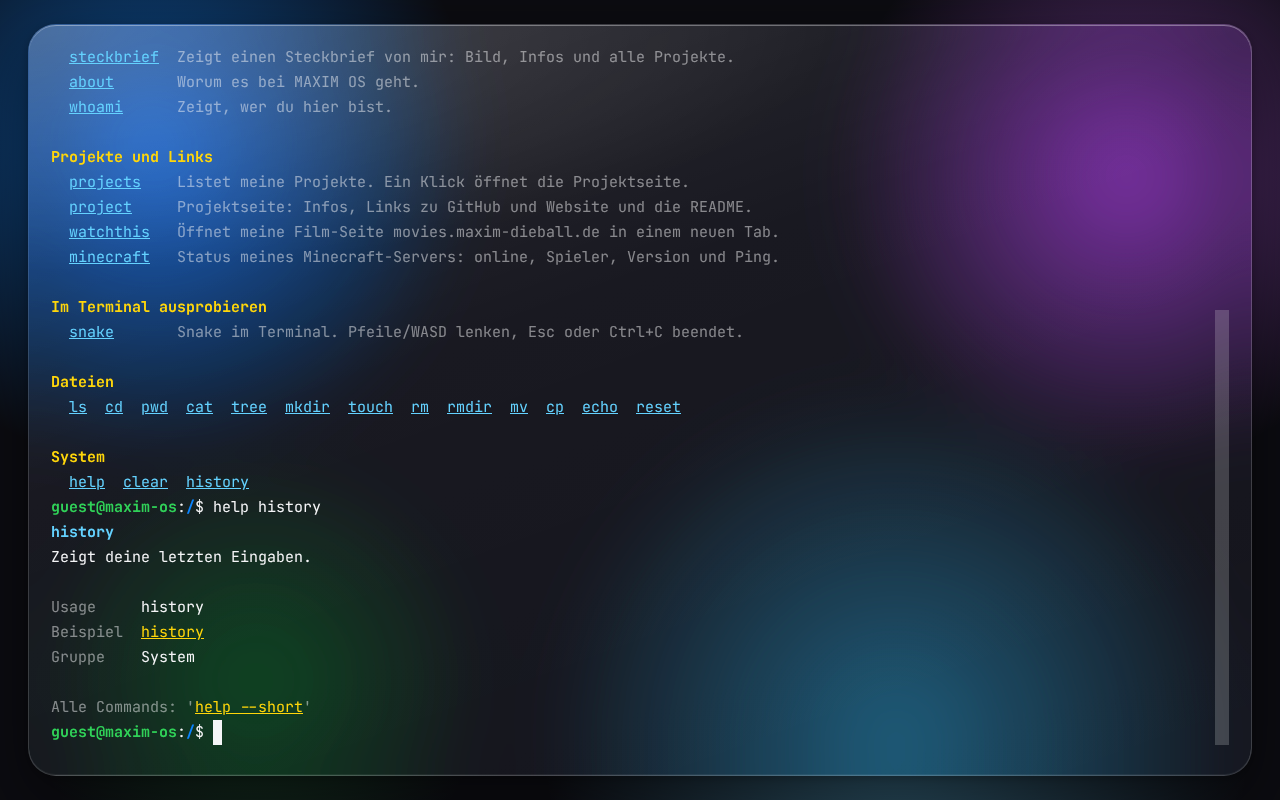 steckbrief  Zeigt einen Steckbrief von mir: Bild, Infos und alle Projekte.
about       Worum es bei MAXIM OS geht.
whoami      Zeigt, wer du hier bist.
Projekte und Links
projects    Listet meine Projekte. Ein Klick öffnet die Projektseite.
project     Projektseite: Infos, Links zu GitHub und Website und die README.
watchthis   Öffnet meine Film-Seite movies.maxim-dieball.de in einem neuen Tab.
minecraft   Status meines Minecraft-Servers: online, Spieler, Version und Ping.
Im Terminal ausprobieren
snake       Snake im Terminal. Pfeile/WASD lenken, Esc oder Ctrl+C beendet.
Dateien
ls  cd  pwd  cat  tree  mkdir  touch  rm  rmdir  mv  cp  echo  reset
System
help  clear  history
guest@maxim-os:/$ help history
history
Zeigt deine letzten Eingaben.
Usage     history
Beispiel  history
Gruppe    System
Alle Commands: 'help --short'
guest@maxim-os:/$